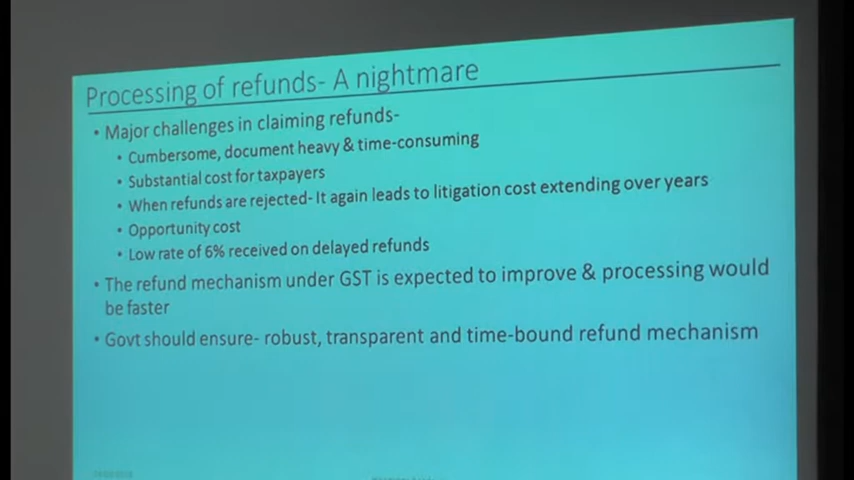 Processing of refunds- A nightmare
• Major challenges in claiming refunds-
• Cumbersome, document heavy & time-consuming
• Substantial cost for taxpayers
• When refunds are rejected- It again leads to litigation cost extending over years
• Opportunity cost
• Low rate of 6% received on delayed refunds
• The refund mechanism under GST is expected to improve & processing would
be faster
• Govt should ensure- robust, transparent and time-bound refund mechanism